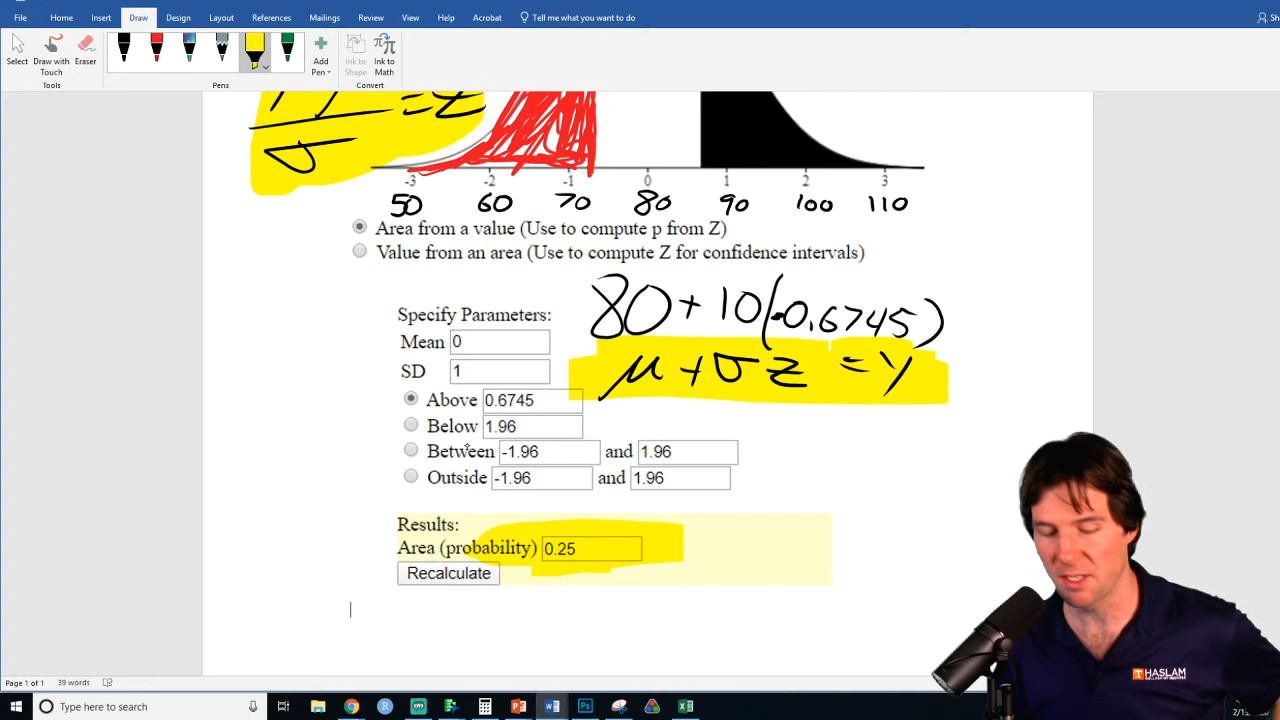 File Home Insert Draw Design Layout References Mailings Review View Help Acrobat Tell me what you want to do
Select Draw with Touch Eraser Add Pen Ink to Shape Ink to Math
Tools Pens Convert
= z
σ
-3 -2 -1 0 1 2 3
50 60 70 80 90 100 110
Area from a value (Use to compute p from Z)
Value from an area (Use to compute Z for confidence intervals)
80 + 10(-0.6745)
Specify Parameters:
Mean 0
μ + σ z = y
SD 1
Above 0.6745
Below 1.96
Between -1.96 and 1.96
Outside -1.96 and 1.96
Results:
Area (probability) 0.25
Recalculate
HASLAM
Page 1 of 1 39 words
Type here to search